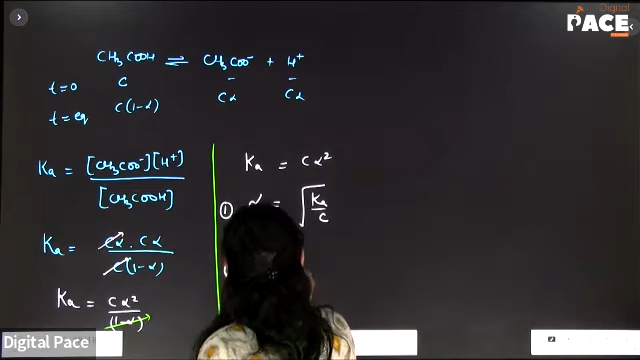 Digital
PACE
CH₃COOH ⇌ CH₃COO⁻ + H⁺
t=0 C - -
t=eq C(1-α) Cα Cα
Ka = [CH₃COO⁻][H⁺] / [CH₃COOH]
Ka = Cα . Cα / C(1-α)
Ka = Cα² / (1-α)
Ka = Cα²
① α = √(Ka/C)
Digital Pace